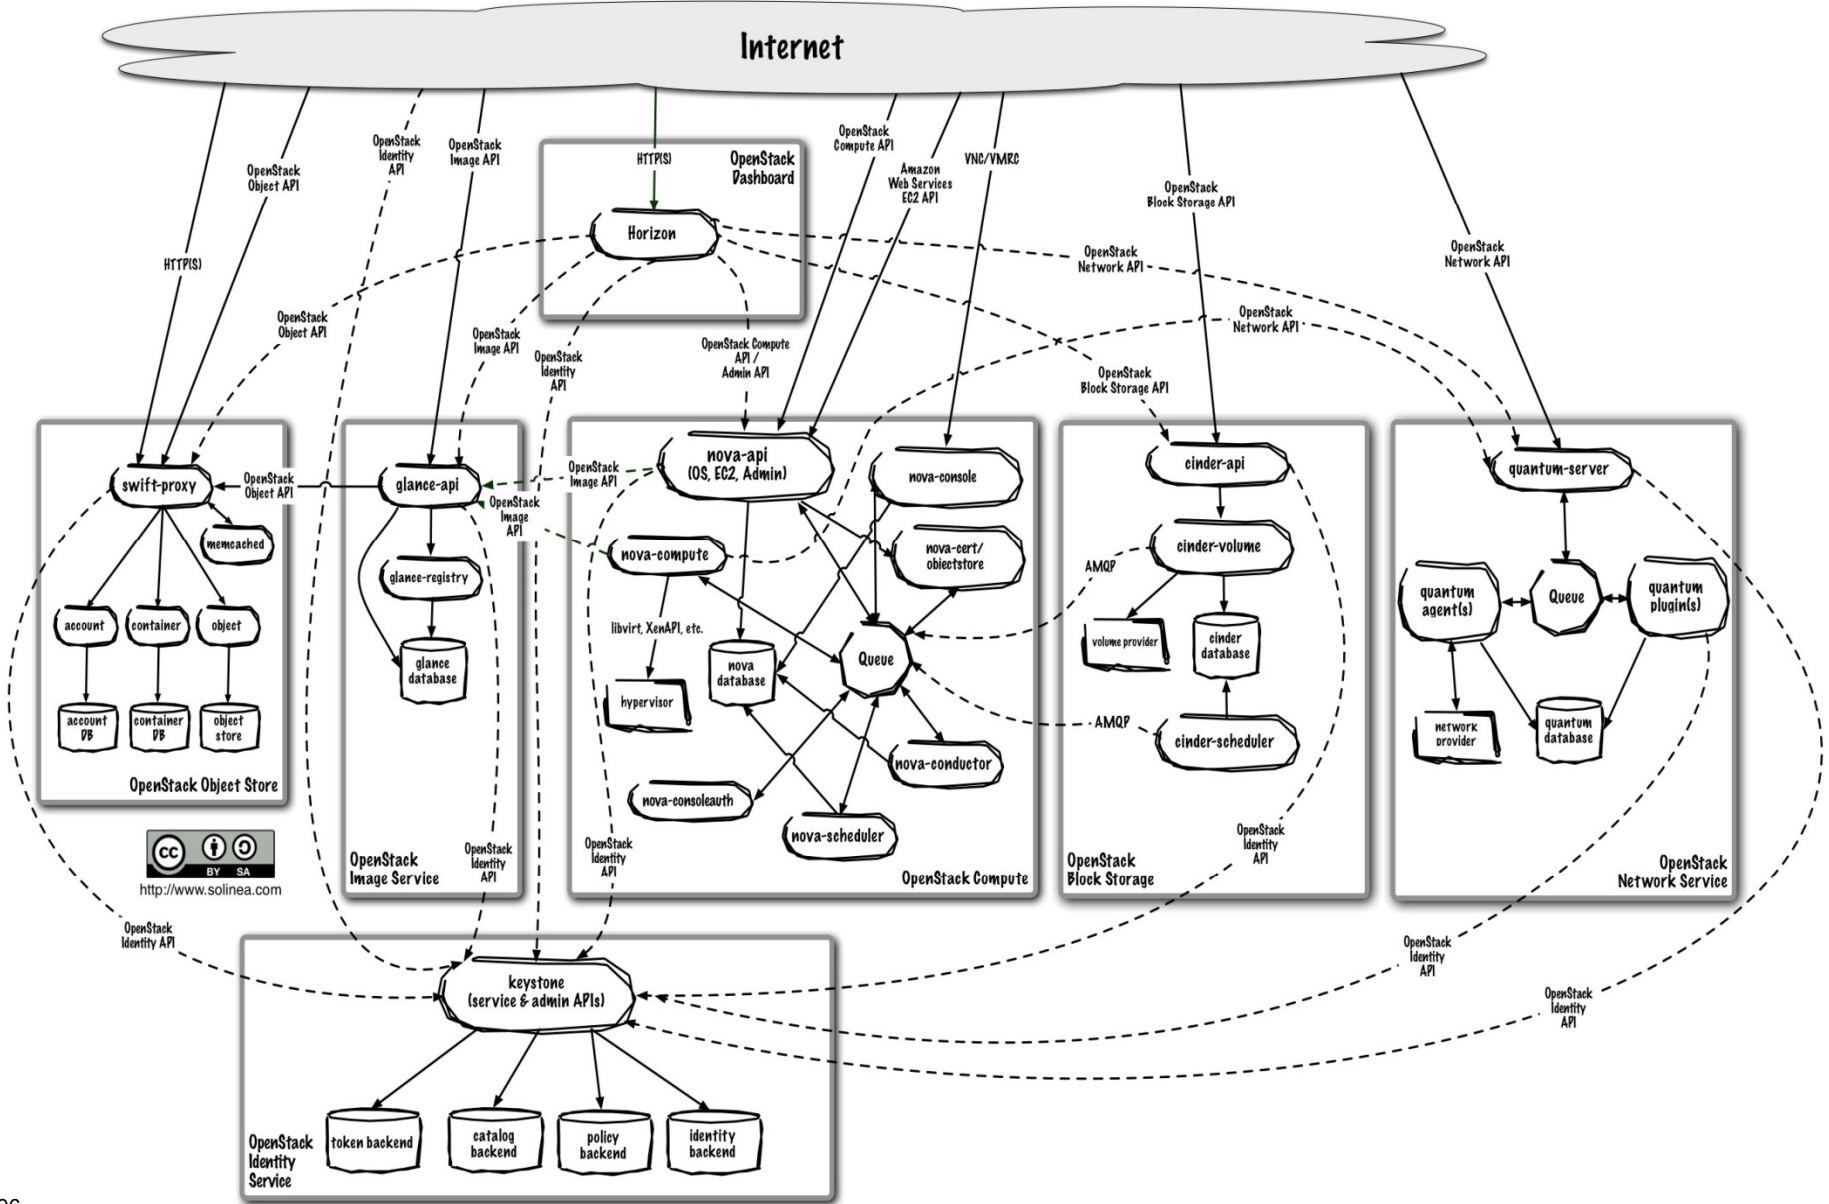 Internet
OpenStack
Identity
API
OpenStack
Image API
OpenStack
Object API
HTTP(S)
HTTP(S)
OpenStack
Dashboard
Horizon
OpenStack
Compute API
Amazon
Web Services
EC2 API
VNC/VMRC
OpenStack
Block Storage API
OpenStack
Network API
OpenStack
Network API
OpenStack
Network API
OpenStack
Object API
OpenStack
Image API
OpenStack
Identity
API
OpenStack Compute
API /
Admin API
OpenStack
Block Storage API
swift-proxy
OpenStack
Object API
memcached
account
container
object
account
DB
container
DB
object
store
OpenStack Object Store
glance-api
glance-registry
glance
database
OpenStack
Identity
API
OpenStack
Image Service
OpenStack
Image API
OpenStack
Image
API
nova-api
(OS, EC2, Admin)
nova-console
nova-compute
nova-cert/
objectstore
libvirt, XenAPI, etc.
hypervisor
nova
database
Queue
nova-conductor
nova-consoleauth
nova-scheduler
OpenStack
Identity
API
OpenStack Compute
cinder-api
cinder-volume
AMQP
volume provider
cinder
database
AMQP
cinder-scheduler
OpenStack
Identity
API
OpenStack
Block Storage
quantum-server
quantum
agent(s)
Queue
quantum
plugin(s)
network
provider
quantum
database
OpenStack
Network Service
cc
BY SA
http://www.solinea.com
OpenStack
Identity API
OpenStack
Identity
API
OpenStack
Identity
API
keystone
(service & admin APIs)
token backend
catalog
backend
policy
backend
identity
backend
OpenStack
Identity
Service